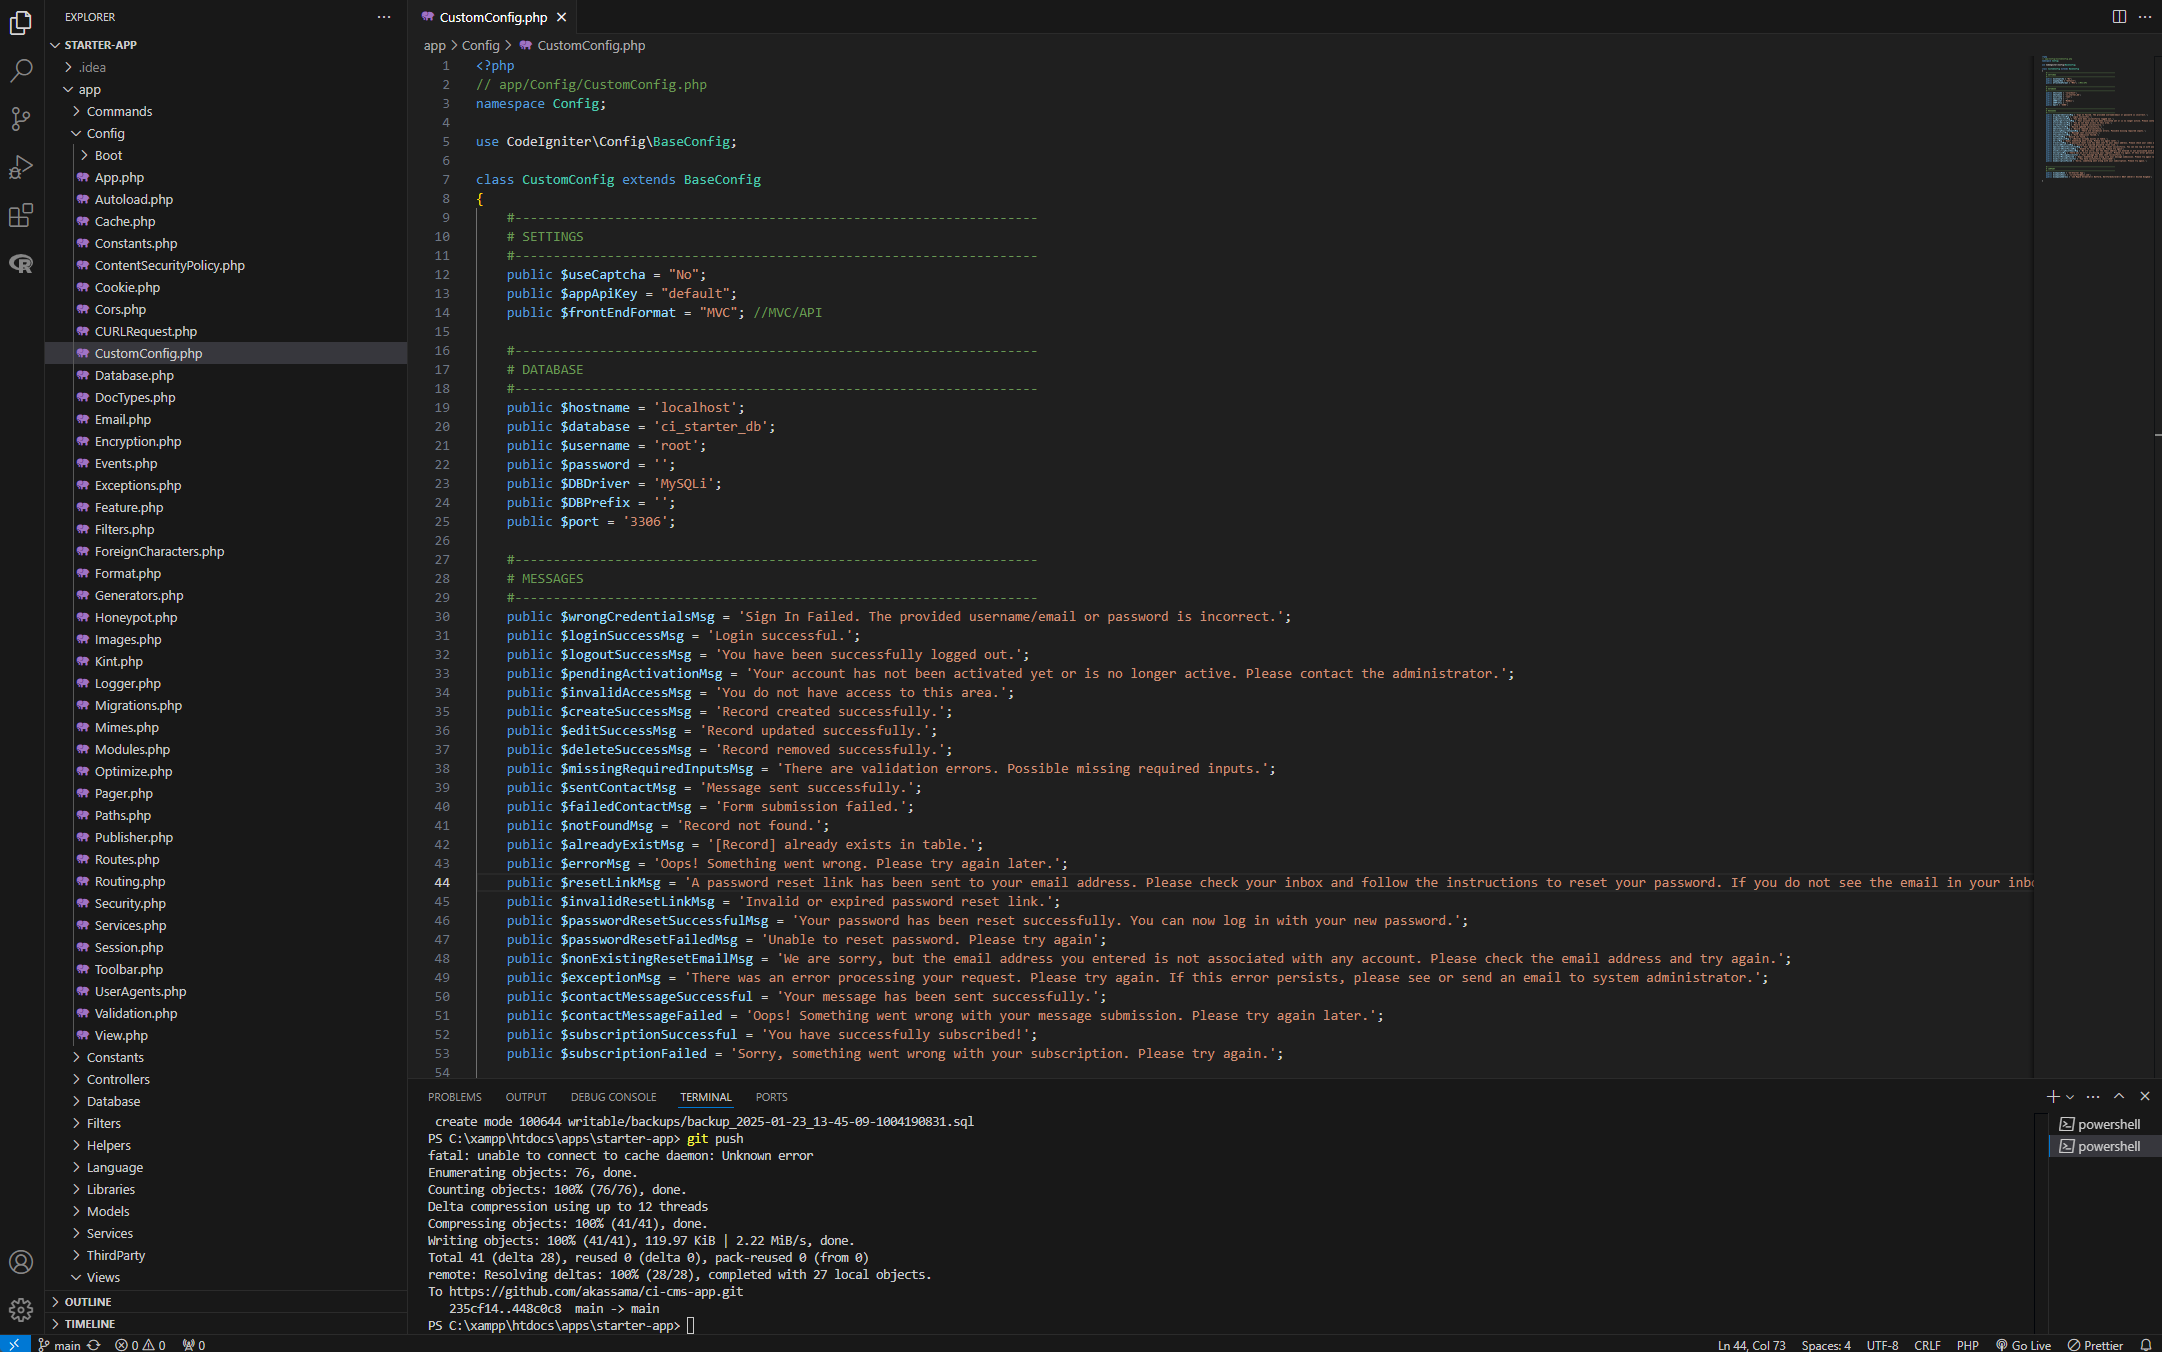 EXPLORER
STARTER-APP
.idea
app
Commands
Config
Boot
App.php
Autoload.php
Cache.php
Constants.php
ContentSecurityPolicy.php
Cookie.php
Cors.php
CURLRequest.php
CustomConfig.php
Database.php
DocTypes.php
Email.php
Encryption.php
Events.php
Exceptions.php
Feature.php
Filters.php
ForeignCharacters.php
Format.php
Generators.php
Honeypot.php
Images.php
Kint.php
Logger.php
Migrations.php
Mimes.php
Modules.php
Optimize.php
Pager.php
Paths.php
Publisher.php
Routes.php
Routing.php
Security.php
Services.php
Session.php
Toolbar.php
UserAgents.php
Validation.php
View.php
Constants
Controllers
Database
Filters
Helpers
Language
Libraries
Models
Services
ThirdParty
Views
OUTLINE
TIMELINE
CustomConfig.php
app > Config > CustomConfig.php
1 <?php
2 // app/Config/CustomConfig.php
3 namespace Config;
4
5 use CodeIgniter\Config\BaseConfig;
6
7 class CustomConfig extends BaseConfig
8 {
9 #--------------------------------------------------------------------
10 # SETTINGS
11 #--------------------------------------------------------------------
12 public $useCaptcha = "No";
13 public $appApiKey = "default";
14 public $frontEndFormat = "MVC"; //MVC/API
15
16 #--------------------------------------------------------------------
17 # DATABASE
18 #--------------------------------------------------------------------
19 public $hostname = 'localhost';
20 public $database = 'ci_starter_db';
21 public $username = 'root';
22 public $password = '';
23 public $DBDriver = 'MySQLi';
24 public $DBPrefix = '';
25 public $port = '3306';
26
27 #--------------------------------------------------------------------
28 # MESSAGES
29 #--------------------------------------------------------------------
30 public $wrongCredentialsMsg = 'Sign In Failed. The provided username/email or password is incorrect.';
31 public $loginSuccessMsg = 'Login successful.';
32 public $logoutSuccessMsg = 'You have been successfully logged out.';
33 public $pendingActivationMsg = 'Your account has not been activated yet or is no longer active. Please contact the administrator.';
34 public $invalidAccessMsg = 'You do not have access to this area.';
35 public $createSuccessMsg = 'Record created successfully.';
36 public $editSuccessMsg = 'Record updated successfully.';
37 public $deleteSuccessMsg = 'Record removed successfully.';
38 public $missingRequiredInputsMsg = 'There are validation errors. Possible missing required inputs.';
39 public $sentContactMsg = 'Message sent successfully.';
40 public $failedContactMsg = 'Form submission failed.';
41 public $notFoundMsg = 'Record not found.';
42 public $alreadyExistMsg = '[Record] already exists in table.';
43 public $errorMsg = 'Oops! Something went wrong. Please try again later.';
44 public $resetLinkMsg = 'A password reset link has been sent to your email address. Please check your inbox and follow the instructions to reset your password. If you do not see the email in your inbo
45 public $invalidResetLinkMsg = 'Invalid or expired password reset link.';
46 public $passwordResetSuccessfulMsg = 'Your password has been reset successfully. You can now log in with your new password.';
47 public $passwordResetFailedMsg = 'Unable to reset password. Please try again';
48 public $nonExistingResetEmailMsg = 'We are sorry, but the email address you entered is not associated with any account. Please check the email address and try again.';
49 public $exceptionMsg = 'There was an error processing your request. Please try again. If this error persists, please see or send an email to system administrator.';
50 public $contactMessageSuccessful = 'Your message has been sent successfully.';
51 public $contactMessageFailed = 'Oops! Something went wrong with your message submission. Please try again later.';
52 public $subscriptionSuccessful = 'You have successfully subscribed!';
53 public $subscriptionFailed = 'Sorry, something went wrong with your subscription. Please try again.';
54
PROBLEMS OUTPUT DEBUG CONSOLE TERMINAL PORTS
create mode 100644 writable/backups/backup_2025-01-23_13-45-09-1004190831.sql
PS C:\xampp\htdocs\apps\starter-app> git push
fatal: unable to connect to cache daemon: Unknown error
Enumerating objects: 76, done.
Counting objects: 100% (76/76), done.
Delta compression using up to 12 threads
Compressing objects: 100% (41/41), done.
Writing objects: 100% (41/41), 119.97 KiB | 2.22 MiB/s, done.
Total 41 (delta 28), reused 0 (delta 0), pack-reused 0 (from 0)
remote: Resolving deltas: 100% (28/28), completed with 27 local objects.
To https://github.com/akassama/ci-cms-app.git
235cf14..448c0c8 main -> main
PS C:\xampp\htdocs\apps\starter-app>
powershell
powershell
main 0 0 0
Ln 44, Col 73 Spaces: 4 UTF-8 CRLF PHP Go Live Prettier